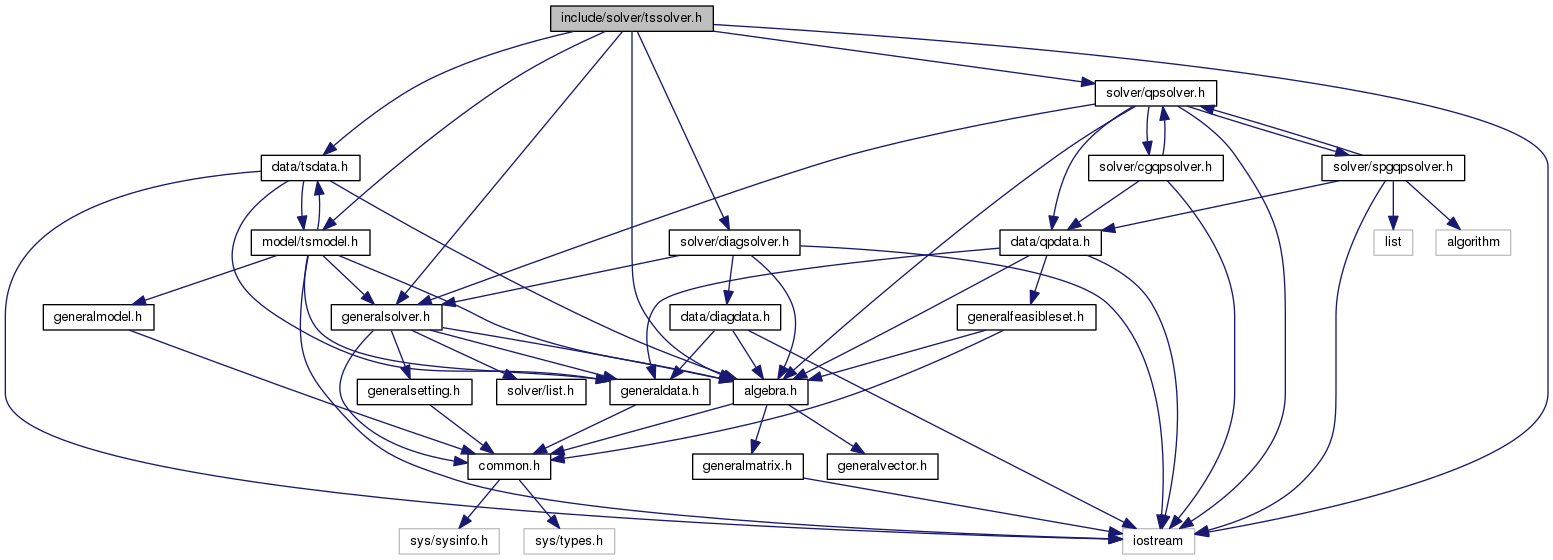 include/solver/tssolver.h
solver/qpsolver.h
data/tsdata.h
solver/cgqpsolver.h
solver/spgqpsolver.h
model/tsmodel.h
solver/diagsolver.h
data/qpdata.h
list
algorithm
generalmodel.h
generalsolver.h
data/diagdata.h
generalfeasibleset.h
generalsetting.h
solver/list.h
generaldata.h
algebra.h
common.h
generalmatrix.h
generalvector.h
sys/sysinfo.h
sys/types.h
iostream